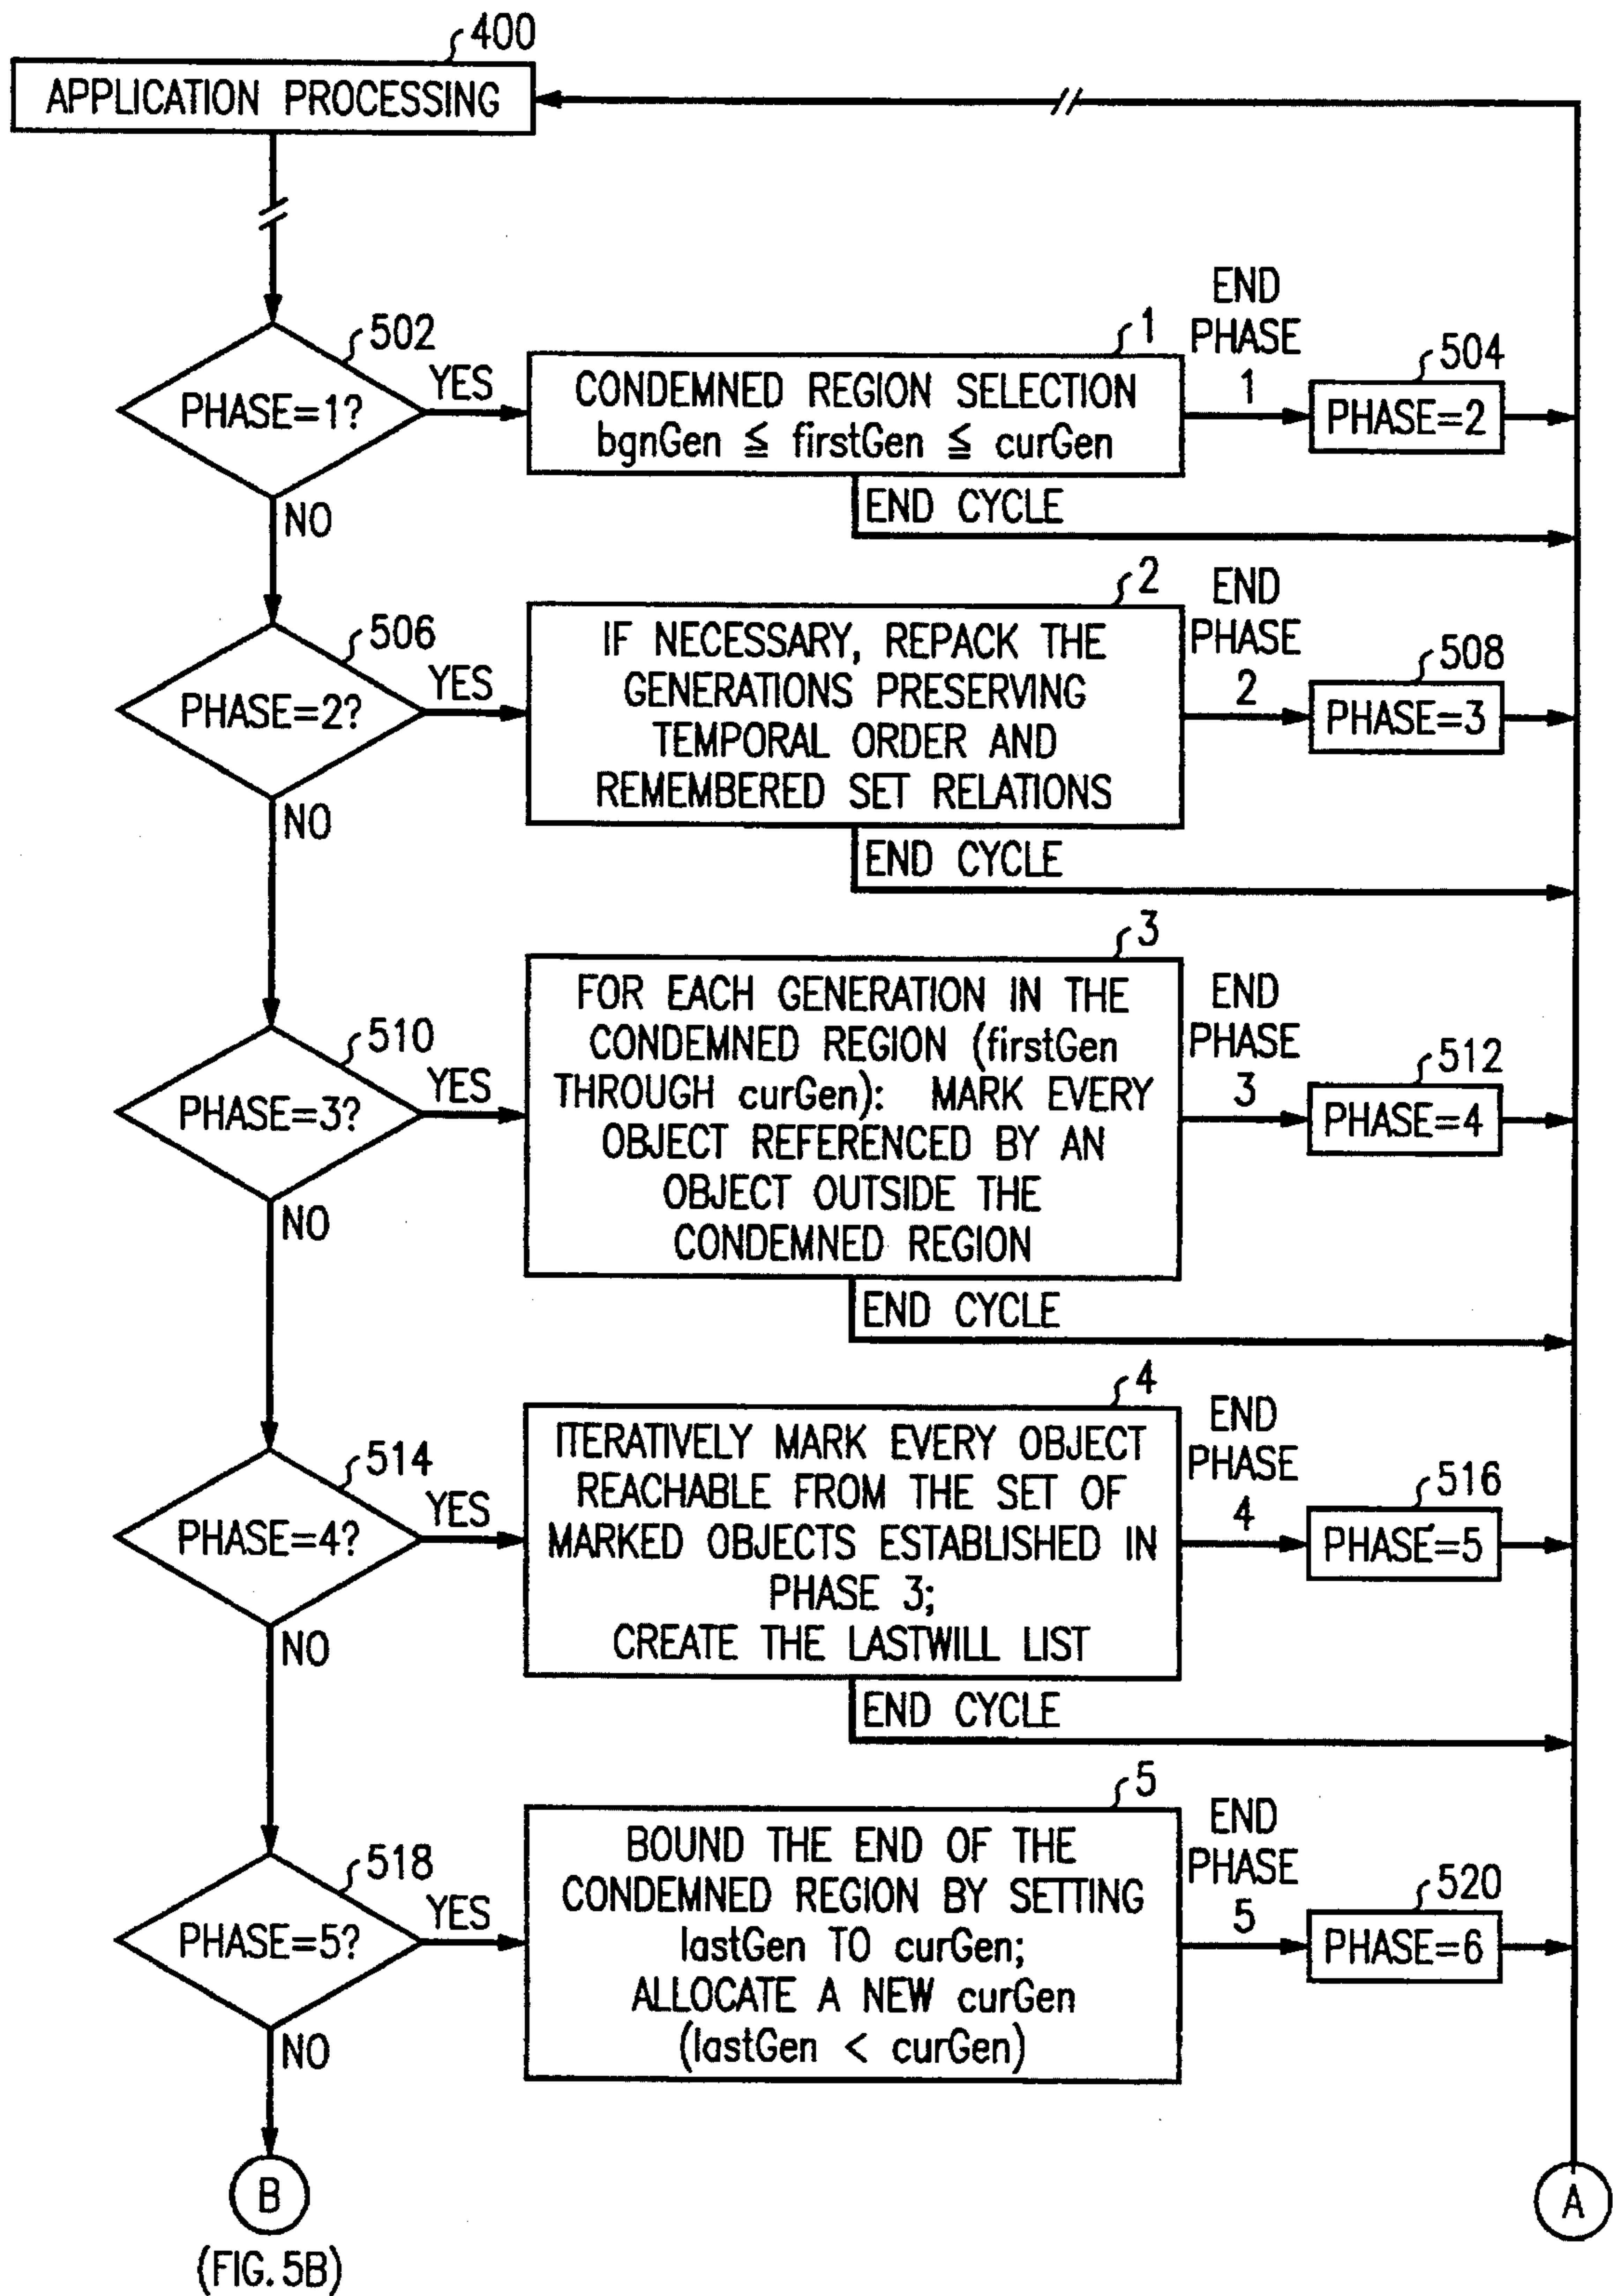 400
APPLICATION PROCESSING
502
PHASE=1?
YES
NO
1
CONDEMNED REGION SELECTION
bgnGen ≦ firstGen ≦ curGen
END
PHASE
1
504
PHASE=2
END CYCLE
506
PHASE=2?
YES
NO
2
IF NECESSARY, REPACK THE
GENERATIONS PRESERVING
TEMPORAL ORDER AND
REMEMBERED SET RELATIONS
END
PHASE
2
508
PHASE=3
END CYCLE
510
PHASE=3?
YES
NO
3
FOR EACH GENERATION IN THE
CONDEMNED REGION (firstGen
THROUGH curGen): MARK EVERY
OBJECT REFERENCED BY AN
OBJECT OUTSIDE THE
CONDEMNED REGION
END
PHASE
3
512
PHASE=4
END CYCLE
514
PHASE=4?
YES
NO
4
ITERATIVELY MARK EVERY OBJECT
REACHABLE FROM THE SET OF
MARKED OBJECTS ESTABLISHED IN
PHASE 3;
CREATE THE LASTWILL LIST
END
PHASE
4
516
PHASE=5
END CYCLE
518
PHASE=5?
YES
NO
5
BOUND THE END OF THE
CONDEMNED REGION BY SETTING
lastGen TO curGen;
ALLOCATE A NEW curGen
(lastGen < curGen)
END
PHASE
5
520
PHASE=6
B
(FIG. 5B)
A